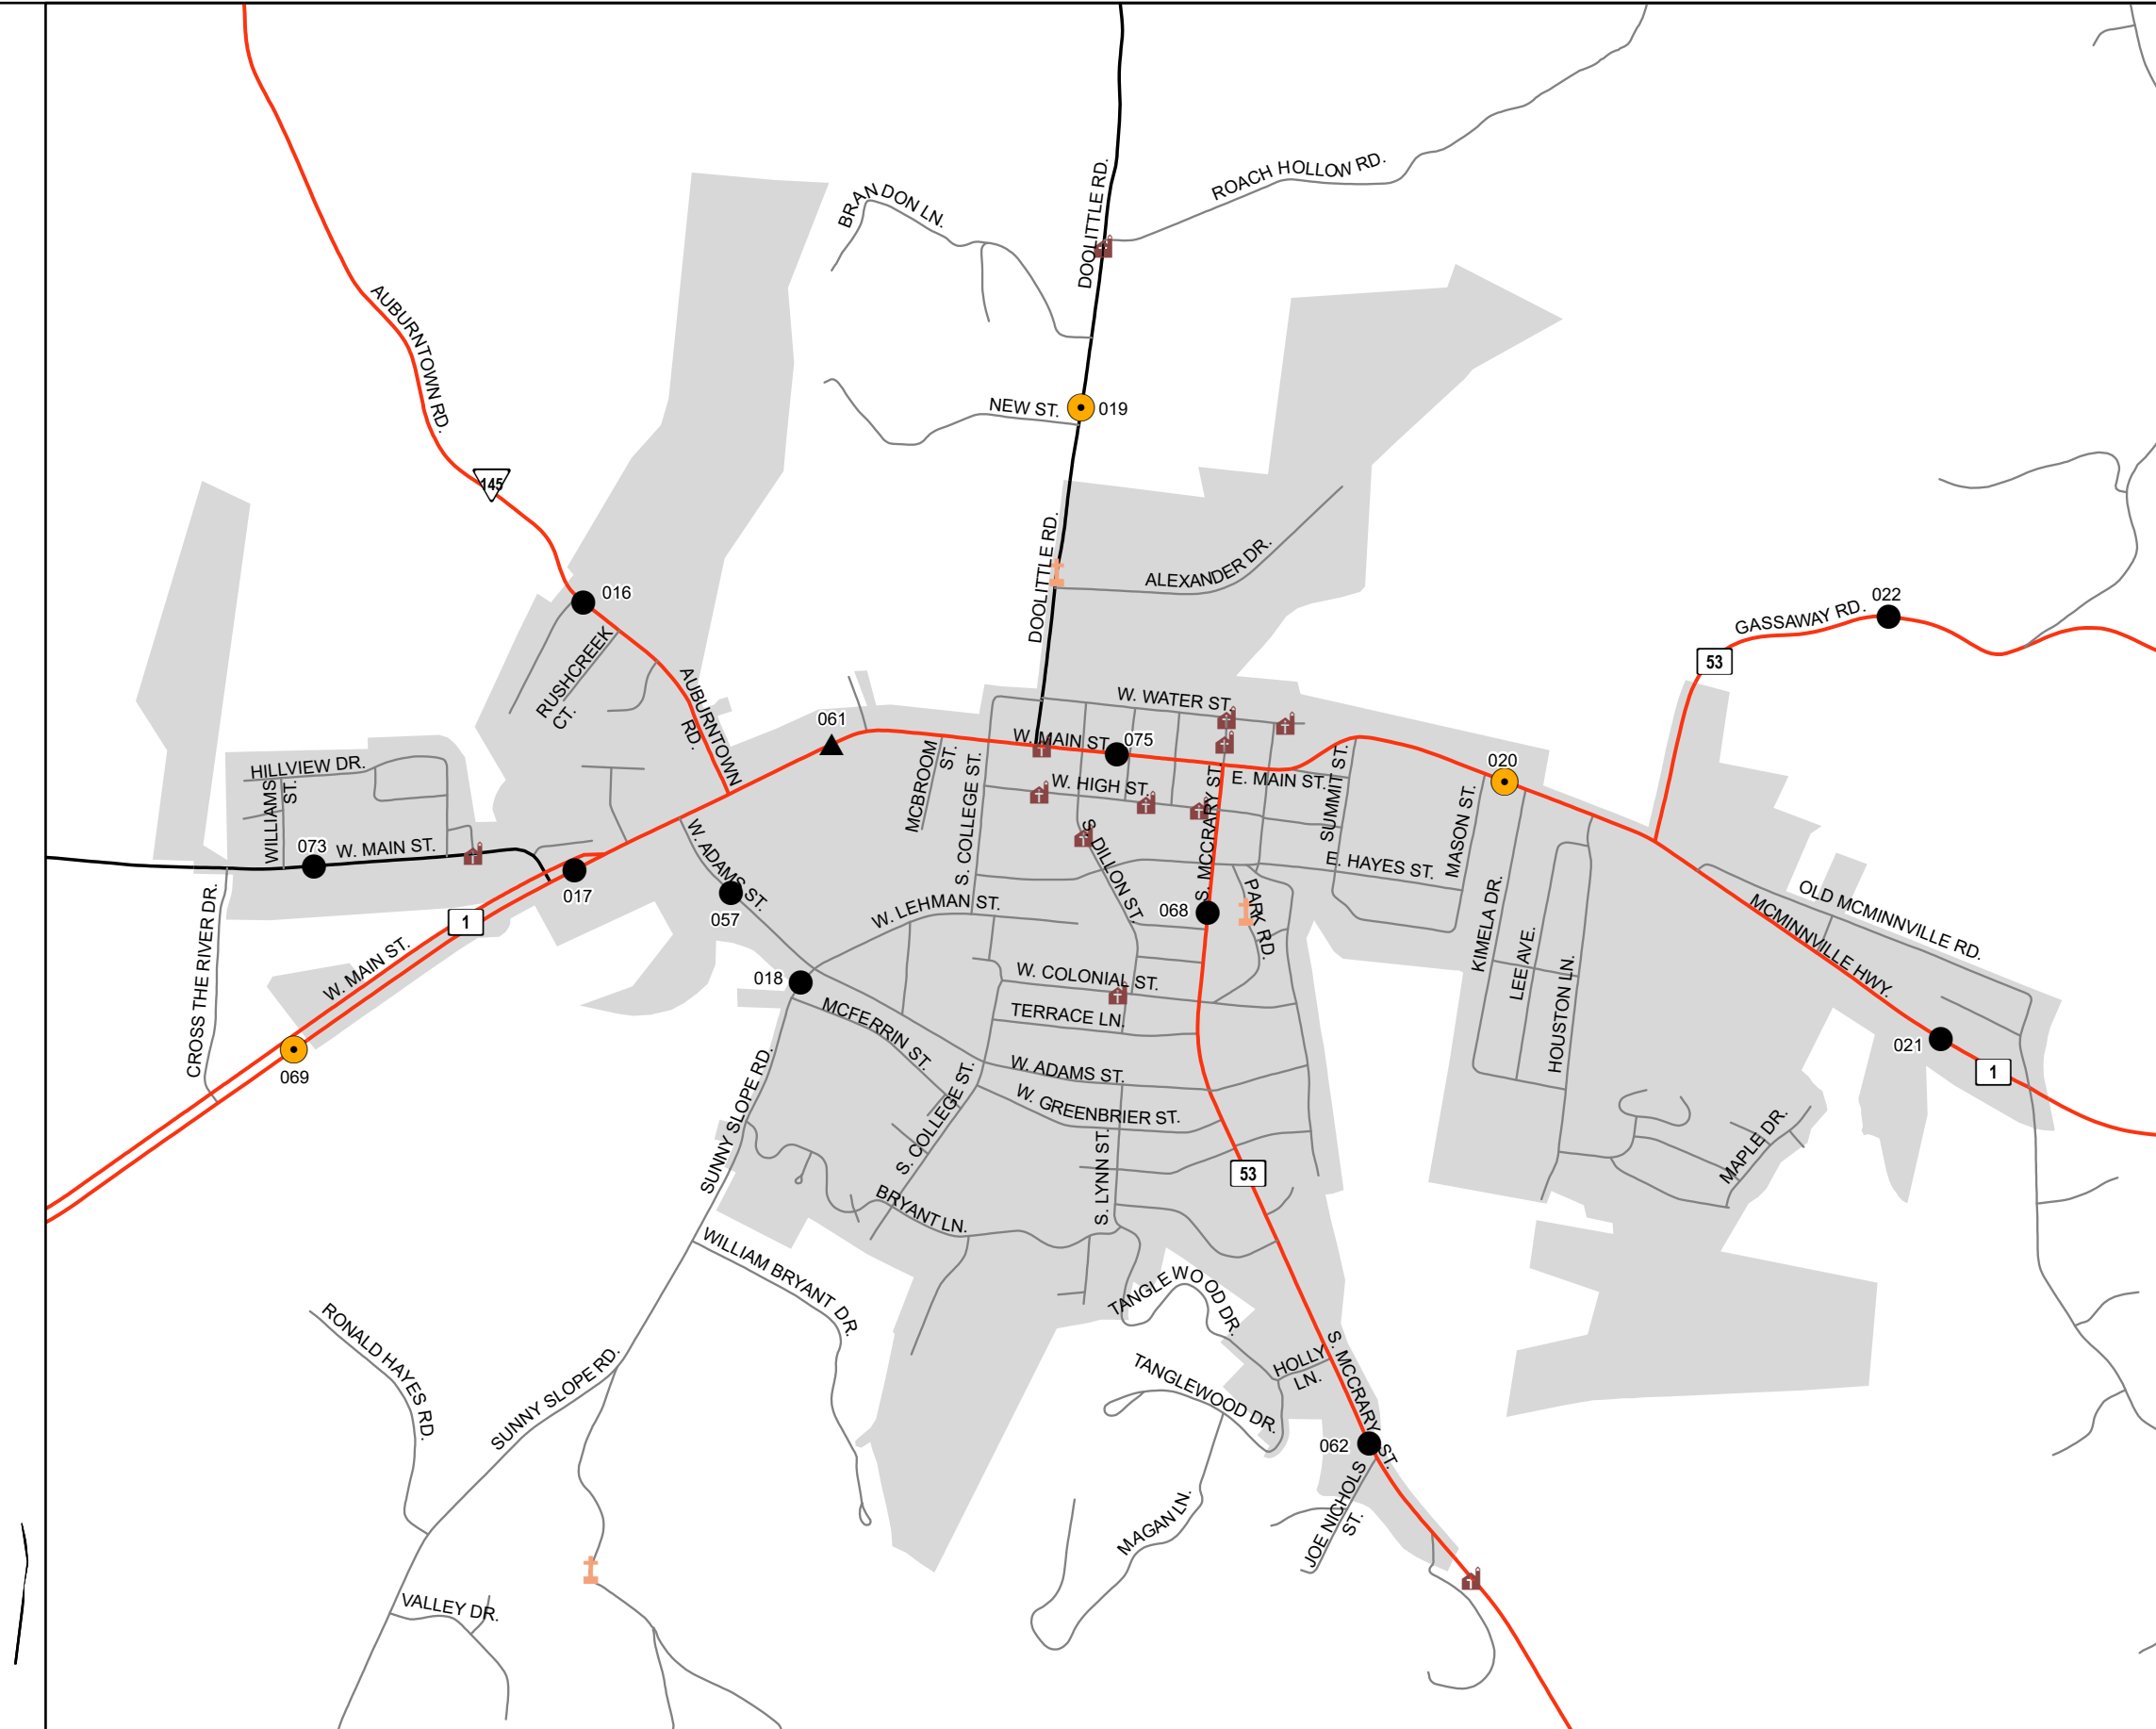 DOOLITTLE RD.
ROACH HOLLOW RD.
BRANDON LN.
AUBURNTOWN RD.
NEW ST.
019
145
DOOLITTLE RD.
ALEXANDER DR.
016
022
GASSAWAY RD.
53
RUSHCREEK
CT.
AUBURNTOWN
RD.
061
W. WATER ST.
W. MAIN ST.
075
020
HILLVIEW DR.
WILLIAMS
ST.
MCBROOM
ST.
S. COLLEGE ST.
W. HIGH ST.
E. MAIN ST.
SUMMIT ST.
MASON ST.
073
W. MAIN ST.
W. ADAMS ST.
S. DILLON ST.
S. MCCRARY ST.
E. HAYES ST.
017
057
W. LEHMAN ST.
068
PARK RD.
KIMELA DR.
LEE AVE.
HOUSTON LN.
OLD MCMINNVILLE RD.
MCMINNVILLE HWY.
1
CROSS THE RIVER DR.
W. MAIN ST.
018
W. COLONIAL ST.
TERRACE LN.
MCFERRIN ST.
021
1
069
SUNNY SLOPE RD.
W. ADAMS ST.
W. GREENBRIER ST.
S. COLLEGE ST.
S. LYNN ST.
53
MAPLE DR.
BRYANT LN.
WILLIAM BRYANT DR.
TANGLEWOOD DR.
RONALD HAYES RD.
SUNNY SLOPE RD.
HOLLY
LN.
S. MCCRARY ST.
TANGLEWOOD DR.
062
JOE NICHOLS
ST.
MAGAN LN.
VALLEY DR.